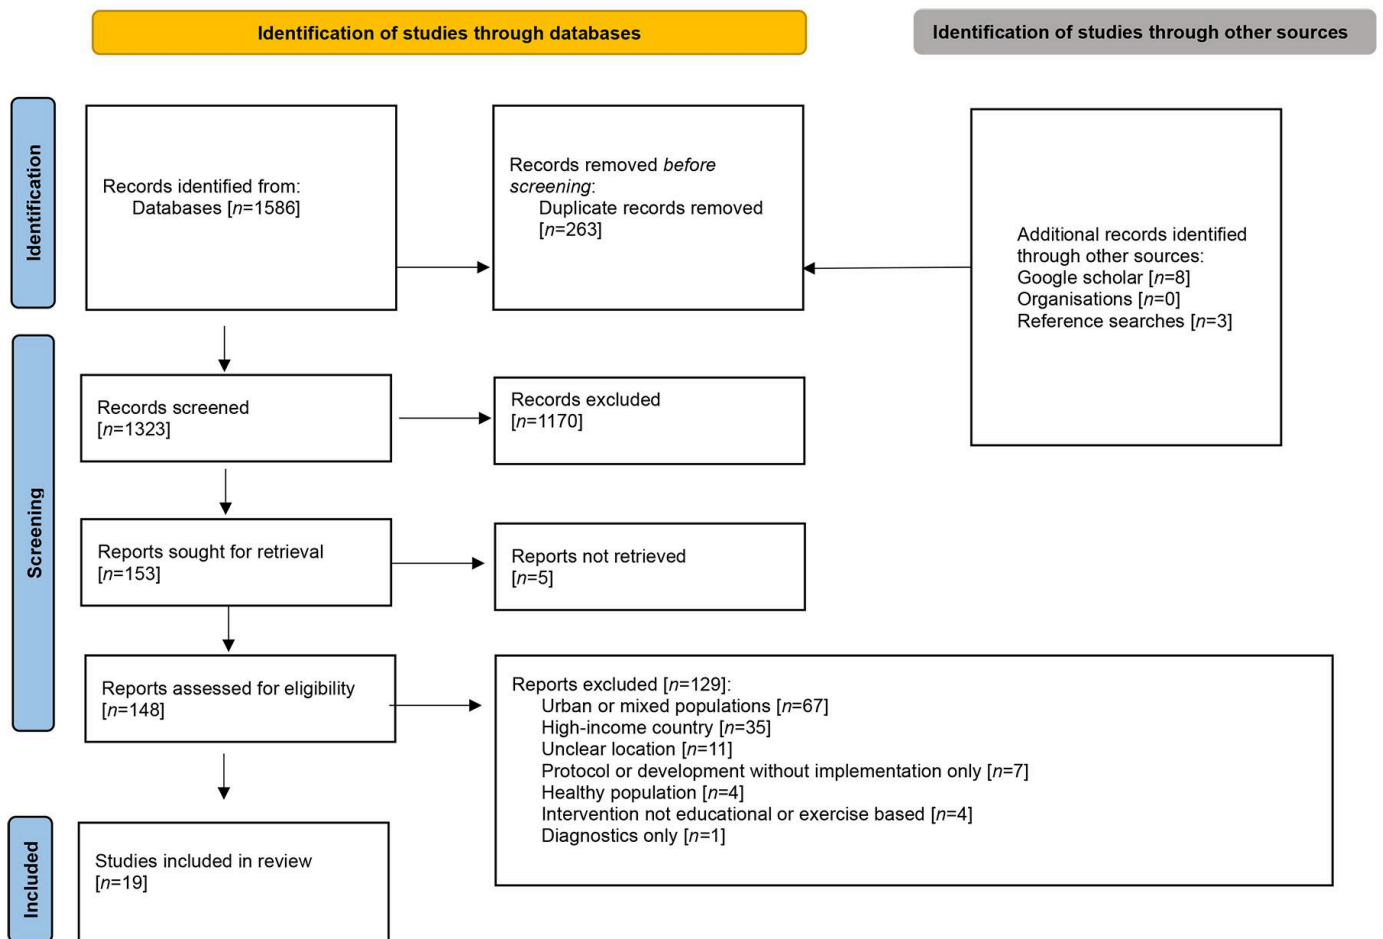 Identification of studies through databases
Identification of studies through other sources
Identification
Records identified from:
Databases [n=1586]
Records removed before
screening:
Duplicate records removed
[n=263]
Additional records identified
through other sources:
Google scholar [n=8]
Organisations [n=0]
Reference searches [n=3]
Screening
Records screened
[n=1323]
Records excluded
[n=1170]
Reports sought for retrieval
[n=153]
Reports not retrieved
[n=5]
Reports assessed for eligibility
[n=148]
Reports excluded [n=129]:
Urban or mixed populations [n=67]
High-income country [n=35]
Unclear location [n=11]
Protocol or development without implementation only [n=7]
Healthy population [n=4]
Intervention not educational or exercise based [n=4]
Diagnostics only [n=1]
Included
Studies included in review
[n=19]